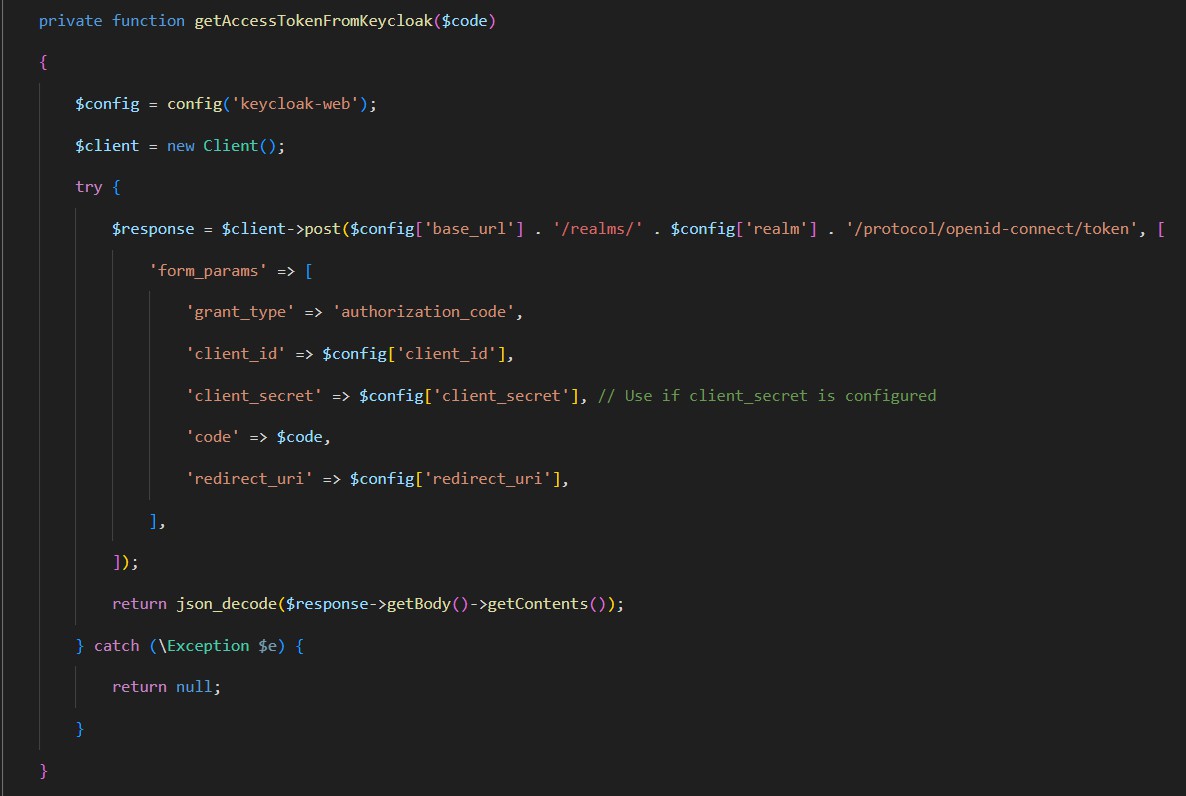 private function getAccessTokenFromKeycloak($code)
{
$config = config('keycloak-web');
$client = new Client();
try {
$response = $client->post($config['base_url'] . '/realms/' . $config['realm'] . '/protocol/openid-connect/token', [
'form_params' => [
'grant_type' => 'authorization_code',
'client_id' => $config['client_id'],
'client_secret' => $config['client_secret'], // Use if client_secret is configured
'code' => $code,
'redirect_uri' => $config['redirect_uri'],
],
]);
return json_decode($response->getBody()->getContents());
} catch (\Exception $e) {
return null;
}
}